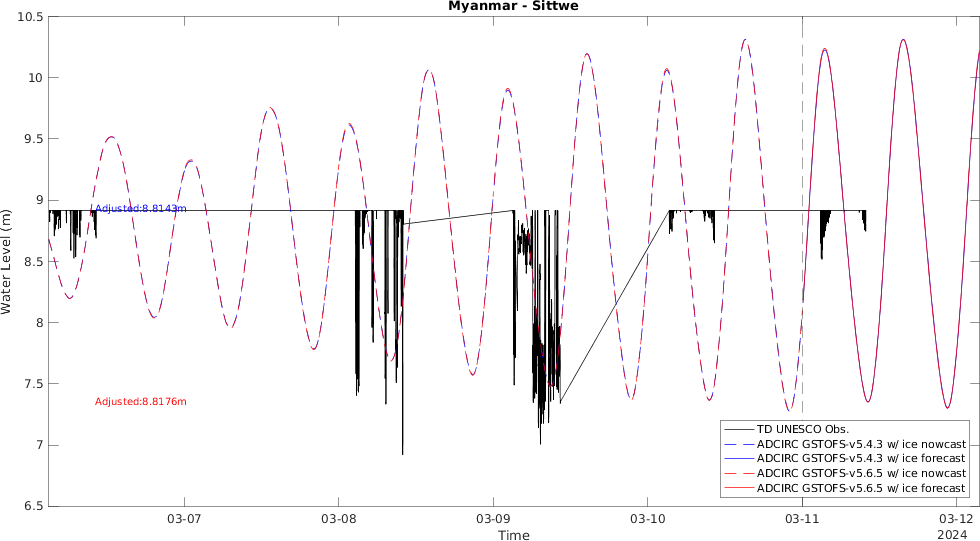 Myanmar - Sittwe
10.5
10
9.5
9
8.5
8
7.5
7
6.5
Water Level (m)
Adjusted:8.8143m
Adjusted:8.8176m
TD UNESCO Obs.
ADCIRC GSTOFS-v5.4.3 w/ ice nowcast
ADCIRC GSTOFS-v5.4.3 w/ ice forecast
ADCIRC GSTOFS-v5.6.5 w/ ice nowcast
ADCIRC GSTOFS-v5.6.5 w/ ice forecast
03-07 03-08 03-09 03-10 03-11 03-12
Time
2024